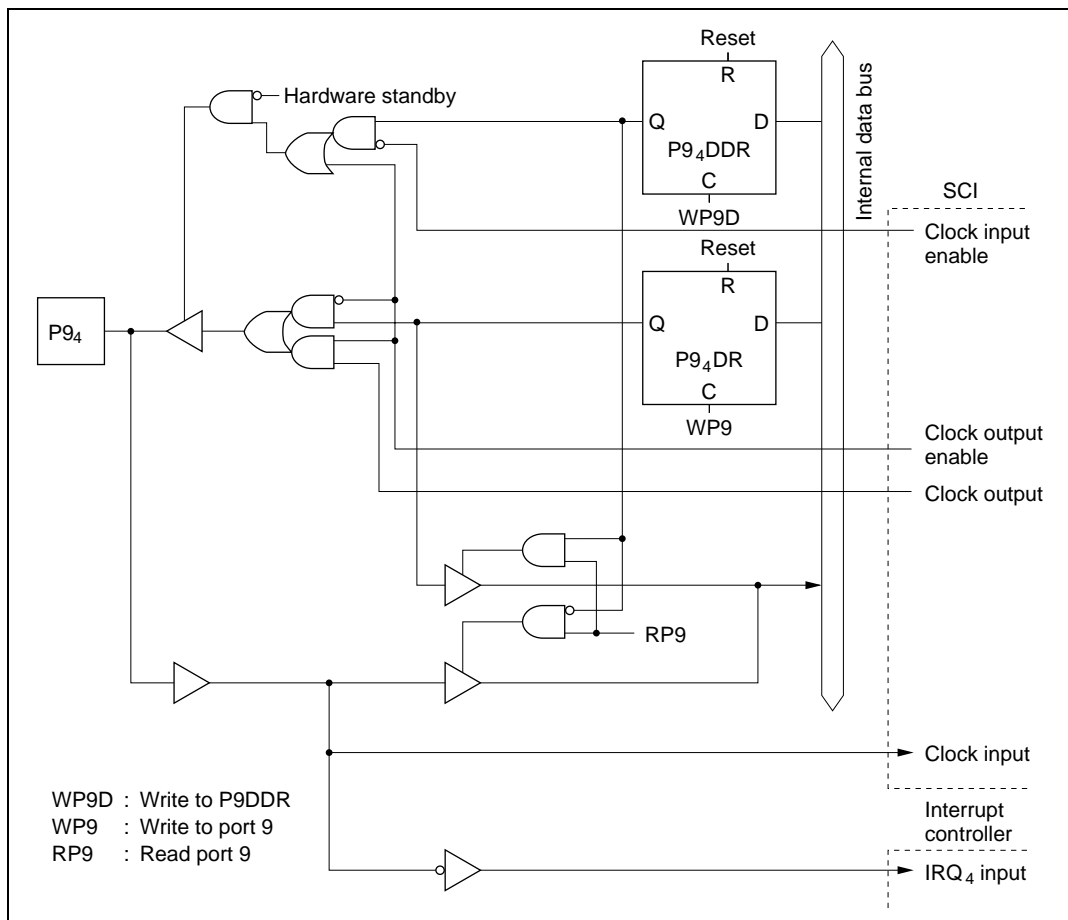 Reset
R
Hardware standby
Q
D
P9₄DDR
C
WP9D
Internal data bus
SCI
Clock input
enable
Reset
R
P9₄
Q
D
P9₄DR
C
WP9
Clock output
enable
Clock output
RP9
Clock input
WP9D : Write to P9DDR
WP9 : Write to port 9
RP9 : Read port 9
Interrupt
controller
IRQ₄ input